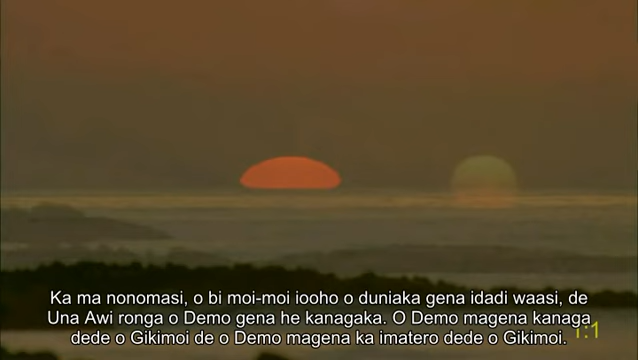 Ka ma nonomasi, o bi moi-moi iooho o duniaka gena idadi waasi, de
Una Awi ronga o Demo gena he kanagaka. O Demo magena kanaga
dede o Gikimoi de o Demo magena ka imatero dede o Gikimoi.
1:1